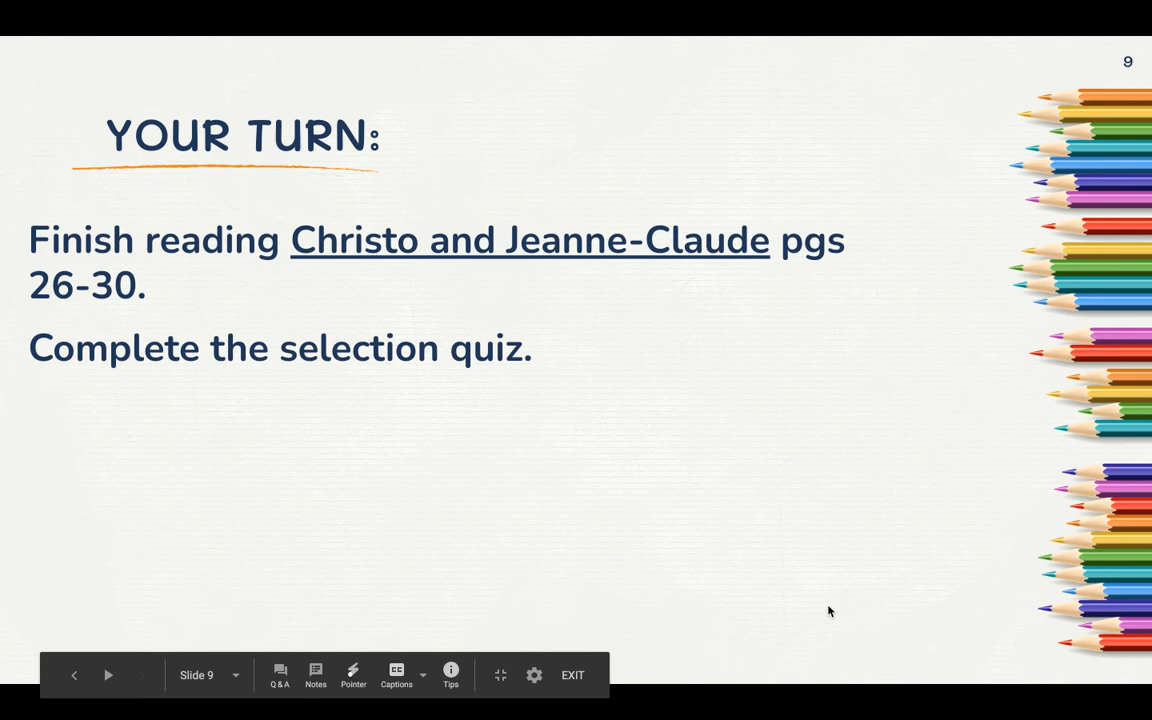 9
YOUR TURN:
Finish reading Christo and Jeanne-Claude pgs
26-30.
Complete the selection quiz.
Slide 9
Q & A
Notes
Pointer
CC
Captions
Tips
EXIT